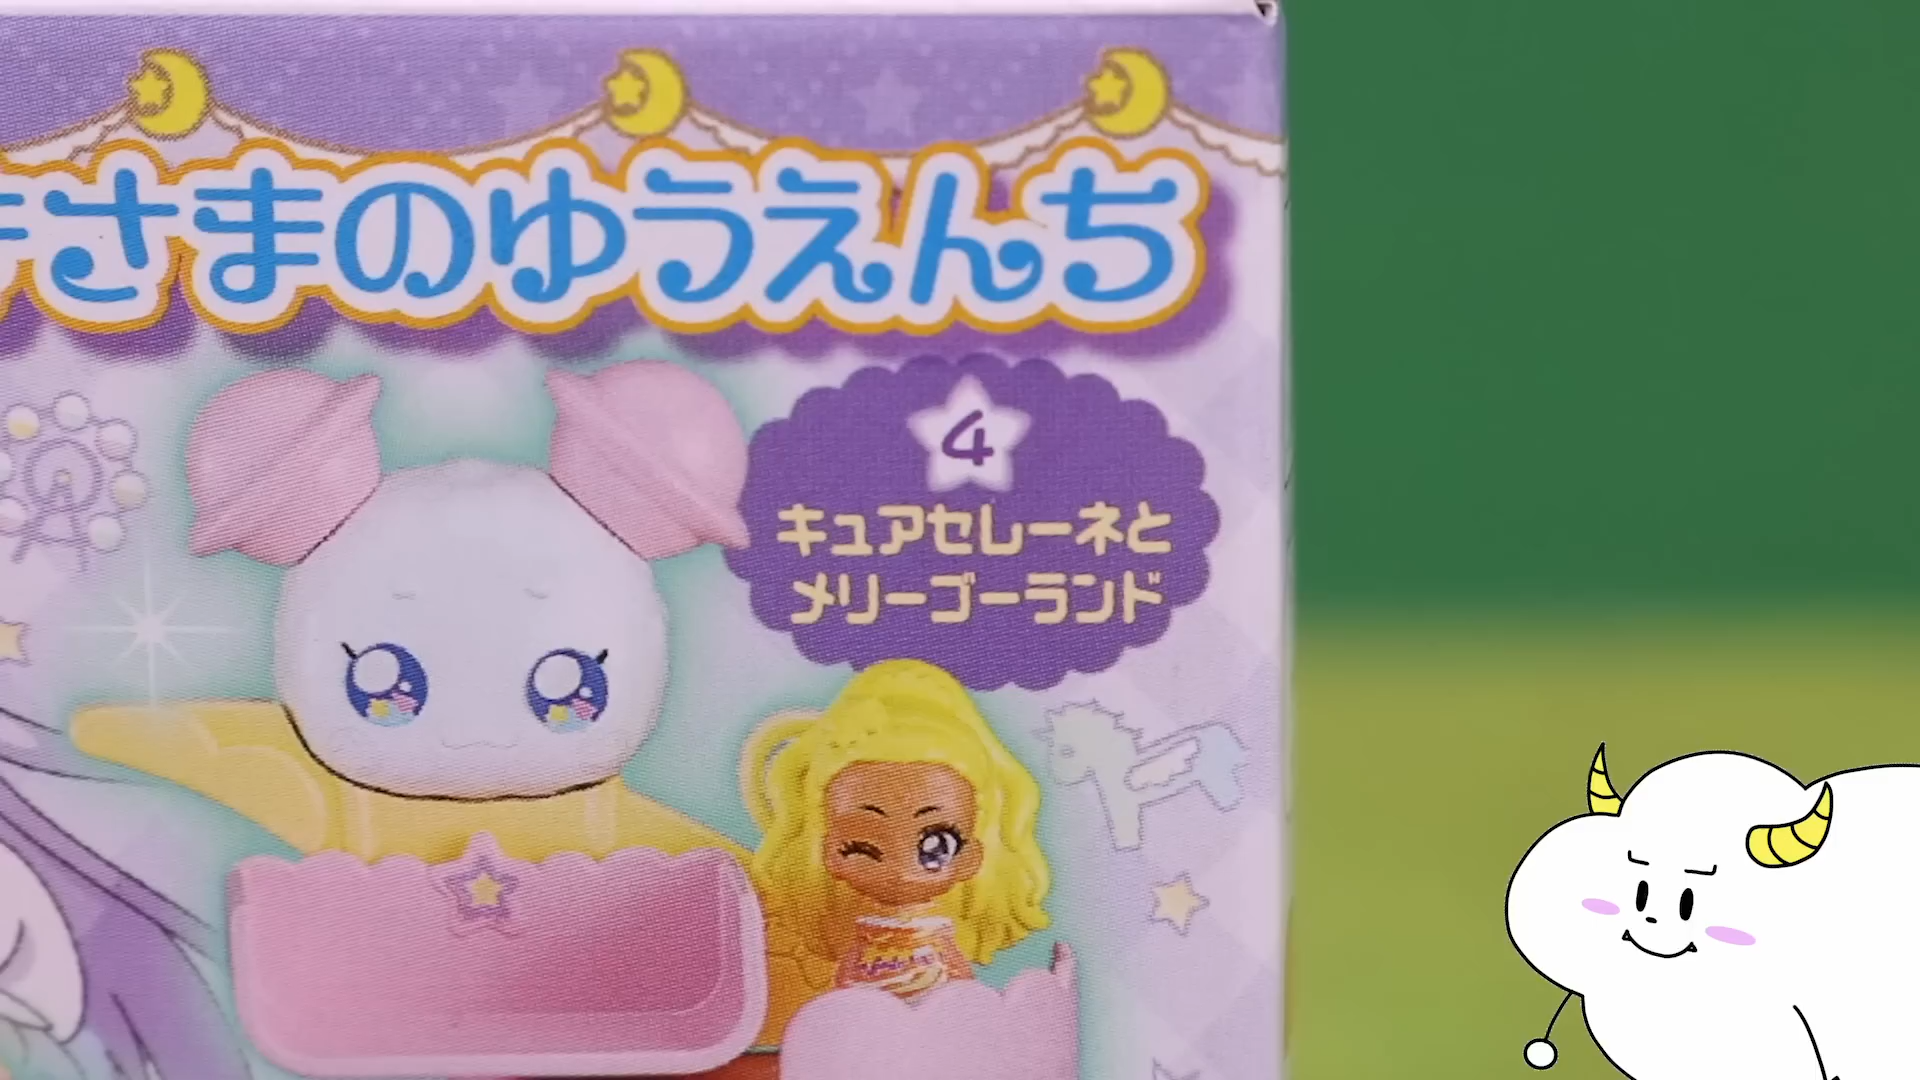 さまのゆうえんち
4
キュアセレーネと
メリーゴーランド